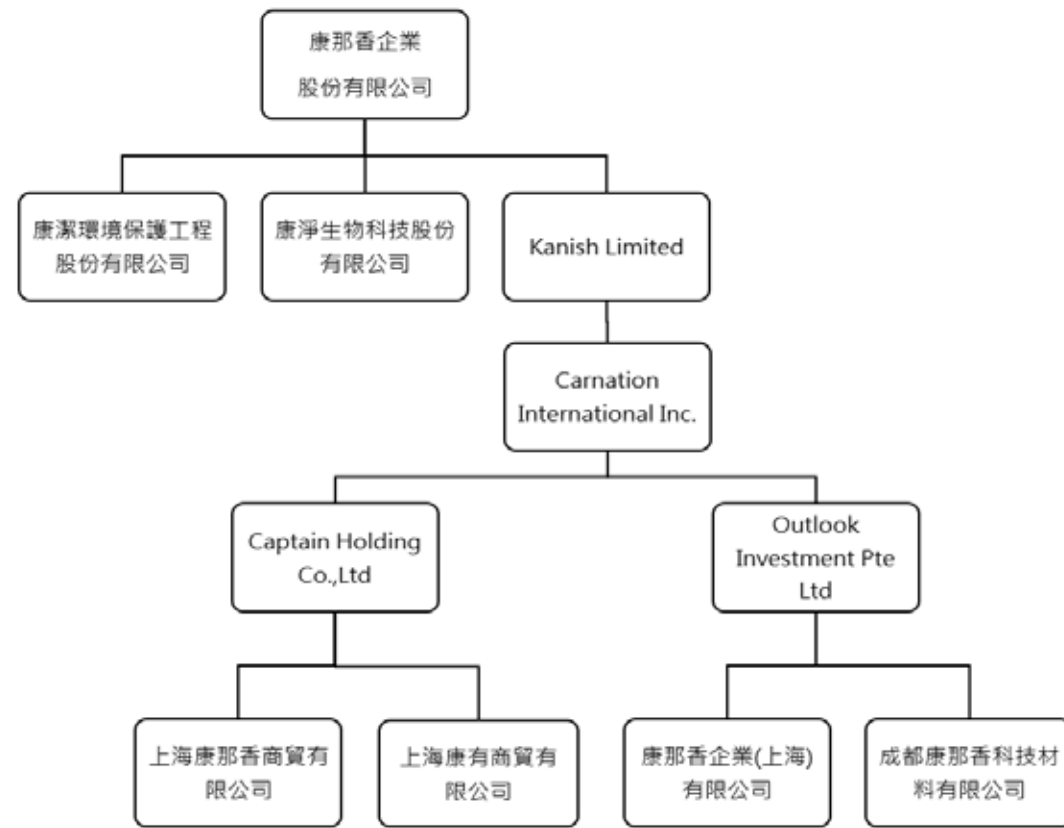 康那香企業
股份有限公司
康潔環境保護工程
股份有限公司
康淨生物科技股份
有限公司
Kanish Limited
Carnation
International Inc.
Captain Holding
Co.,Ltd
Outlook
Investment Pte
Ltd
上海康那香商貿有
限公司
上海康有商貿有
限公司
康那香企業(上海)
有限公司
成都康那香科技材
料有限公司